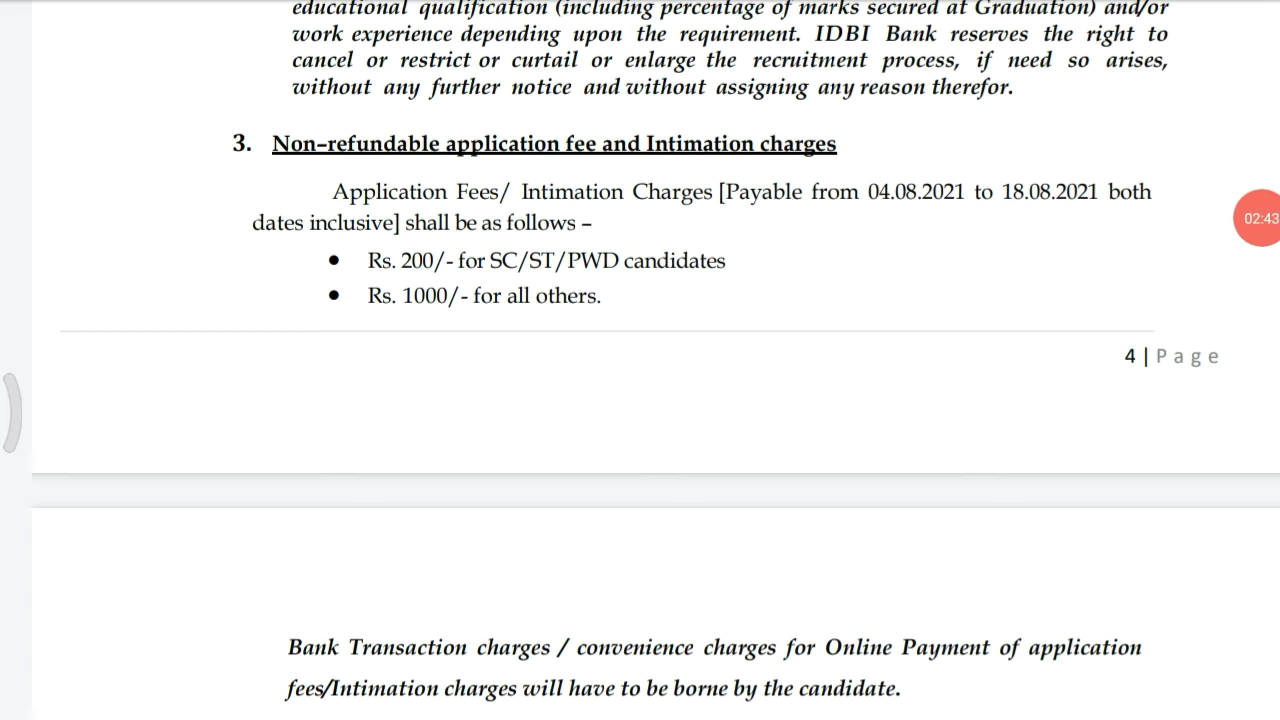 educational qualification (including percentage of marks secured at Graduation) and/or
work experience depending upon the requirement. IDBI Bank reserves the right to
cancel or restrict or curtail or enlarge the recruitment process, if need so arises,
without any further notice and without assigning any reason therefor.
3. Non-refundable application fee and Intimation charges
Application Fees/ Intimation Charges [Payable from 04.08.2021 to 18.08.2021 both
dates inclusive] shall be as follows –
● Rs. 200/- for SC/ST/PWD candidates
● Rs. 1000/- for all others.
02:43
4 | P a g e
Bank Transaction charges / convenience charges for Online Payment of application
fees/Intimation charges will have to be borne by the candidate.